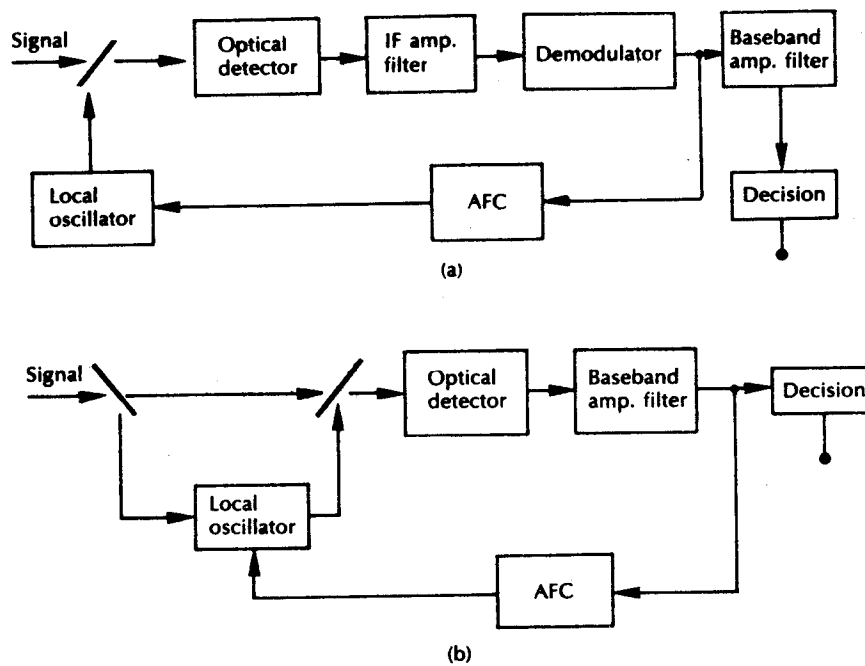 Signal
Optical
detector
IF amp.
filter
Demodulator
Baseband
amp. filter
Local
oscillator
AFC
Decision
(a)
Signal
Optical
detector
Baseband
amp. filter
Decision
Local
oscillator
AFC
(b)